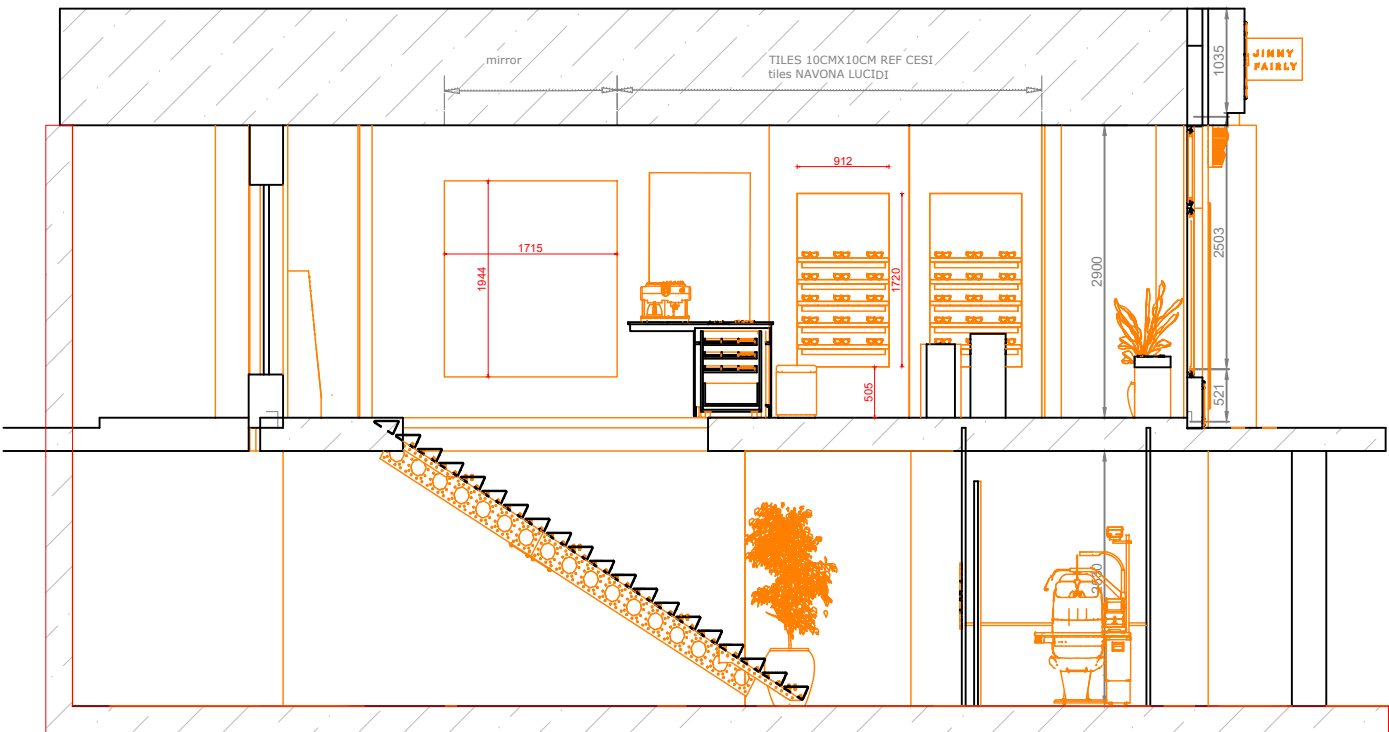 JIMMY
FAIRLY
1035
mirror
TILES 10CMX10CM REF CESI
tiles NAVONA LUCIDI
912
1715
1944
1720
2900
2503
505
521